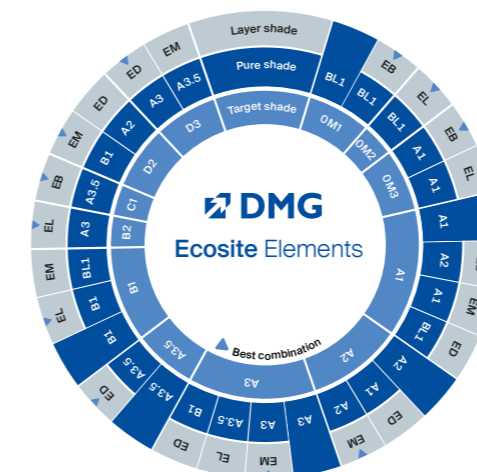 Layer shade
EB
EL
EB
EL
EM
ED
ED
EM
EM
EL
ED
ED
EL
EM
EL
EB
EM
ED
ED
EM
Pure shade
BL1
BL1
BL1
A1
A1
A1
A2
A1
BL1
A2
A1
A2
A3
A3
A3.5
B1
A3.5
A3.5
B1
B1
BL1
A3
A3.5
B1
A2
A3
A3.5
Target shade
0M1
0M2
0M3
A1
A2
A3
A3.5
B1
B2
C1
D2
D3
DMG
Ecosite Elements
Best combination